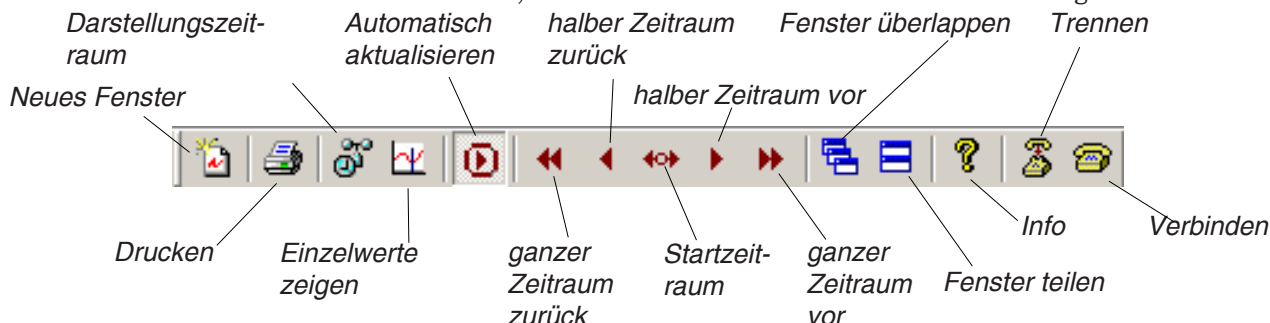 Darstellungszeit-
raum
Automatisch
aktualisieren
halber Zeitraum
zurück
Fenster überlappen
Trennen
Neues Fenster
halber Zeitraum vor
Drucken
Einzelwerte
zeigen
ganzer
Zeitraum
zurück
Startzeit-
raum
ganzer
Zeitraum
vor
Fenster teilen
Info
Verbinden